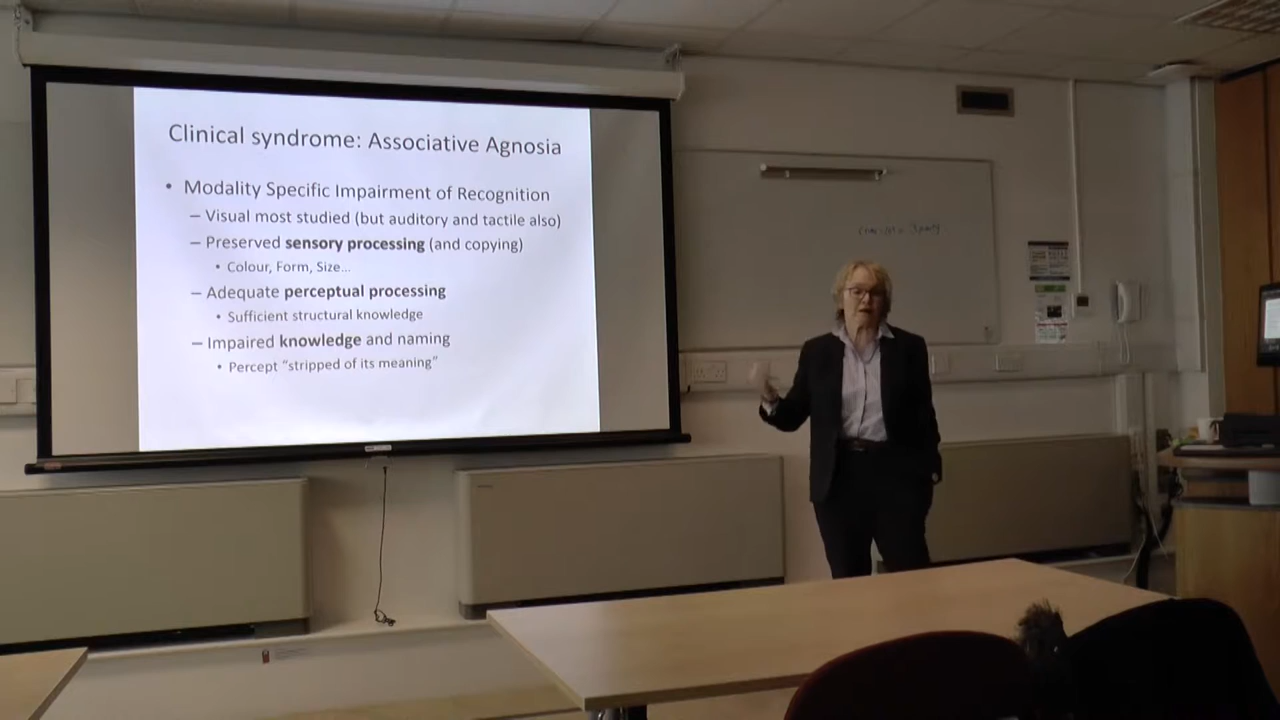 Clinical syndrome: Associative Agnosia
• Modality Specific Impairment of Recognition
– Visual most studied (but auditory and tactile also)
– Preserved sensory processing (and copying)
• Colour, Form, Size...
– Adequate perceptual processing
• Sufficient structural knowledge
– Impaired knowledge and naming
• Percept “stripped of its meaning”